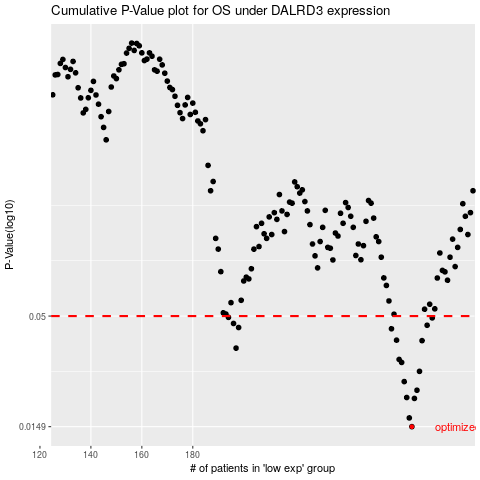 Cumulative P-Value plot for OS under DALRD3 expression
P-Value(log10)
0.05
0.0149
optimize
120 140 160 180
# of patients in 'low exp' group